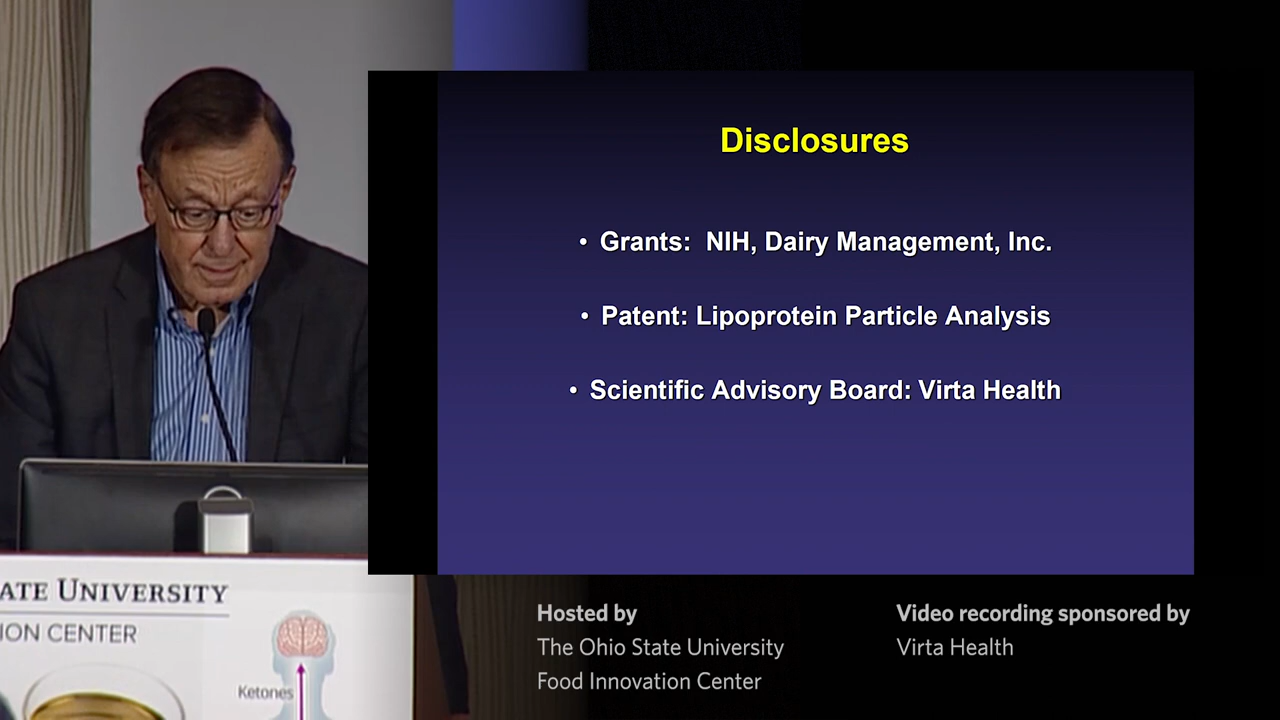 Disclosures
• Grants: NIH, Dairy Management, Inc.
• Patent: Lipoprotein Particle Analysis
• Scientific Advisory Board: Virta Health
ATE UNIVERSITY
ION CENTER
Ketones
Hosted by
The Ohio State University
Food Innovation Center
Video recording sponsored by
Virta Health